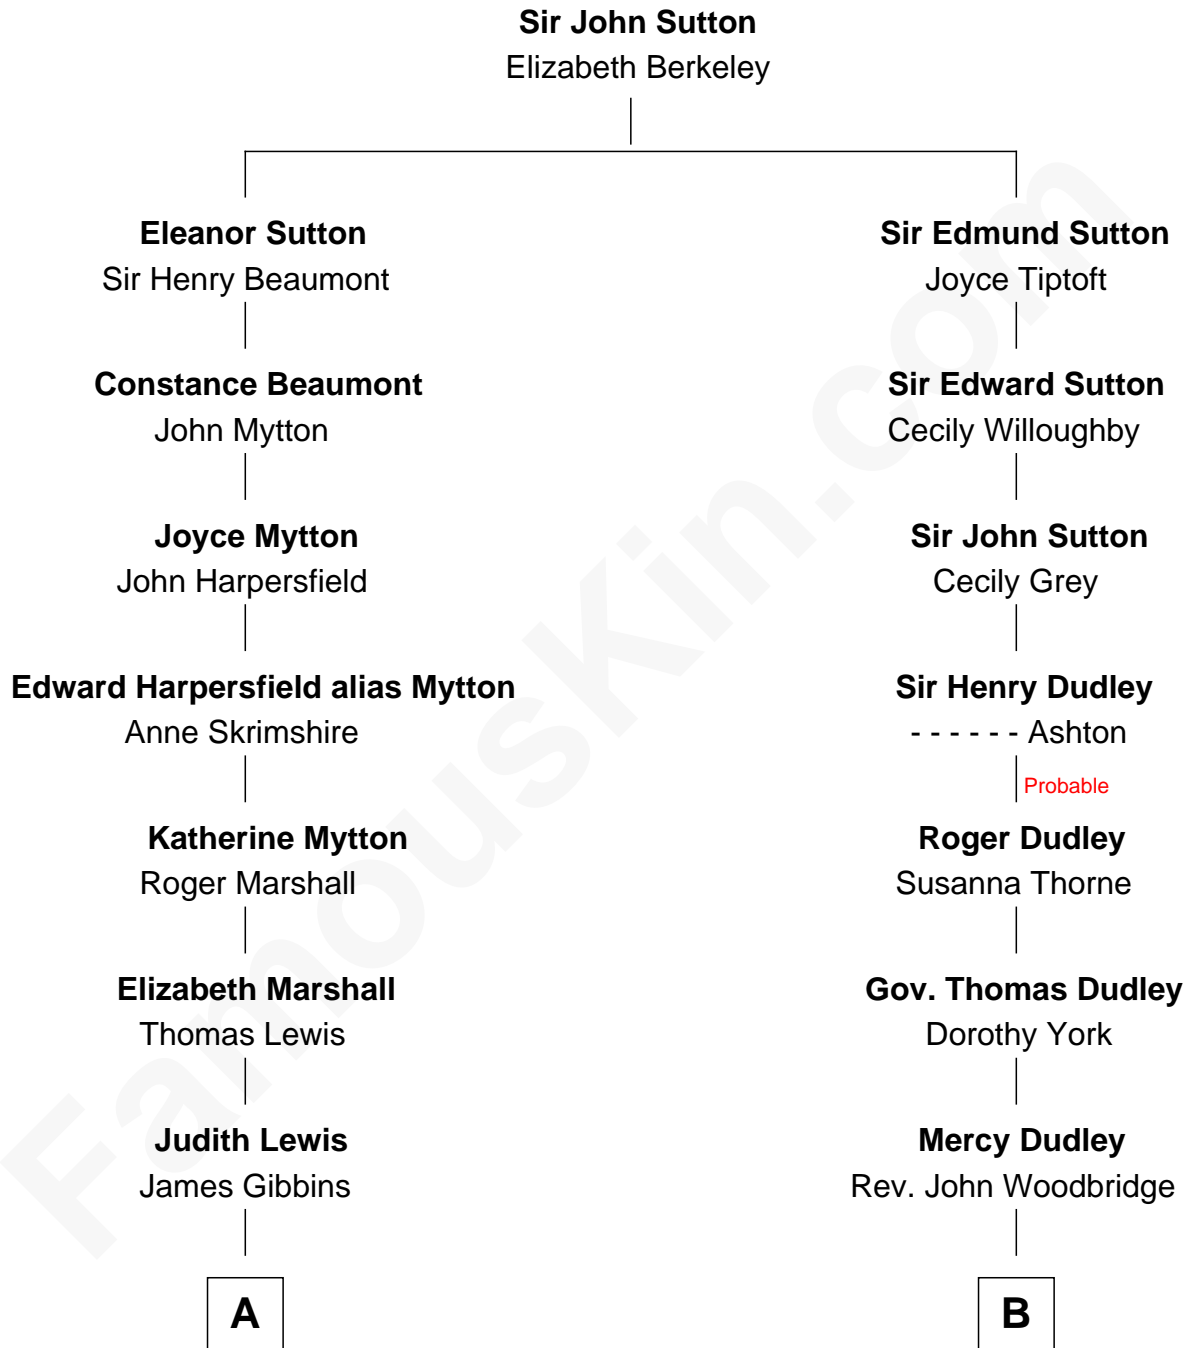 Sir John Sutton
Elizabeth Berkeley
Eleanor Sutton
Sir Henry Beaumont
Constance Beaumont
John Mytton
Joyce Mytton
John Harpersfield
Edward Harpersfield alias Mytton
Anne Skrimshire
Katherine Mytton
Roger Marshall
Elizabeth Marshall
Thomas Lewis
Judith Lewis
James Gibbins
A
Sir Edmund Sutton
Joyce Tiptoft
Sir Edward Sutton
Cecily Willoughby
Sir John Sutton
Cecily Grey
Sir Henry Dudley
- - - - - - Ashton
Probable
Roger Dudley
Susanna Thorne
Gov. Thomas Dudley
Dorothy York
Mercy Dudley
Rev. John Woodbridge
B
FamousKin.com